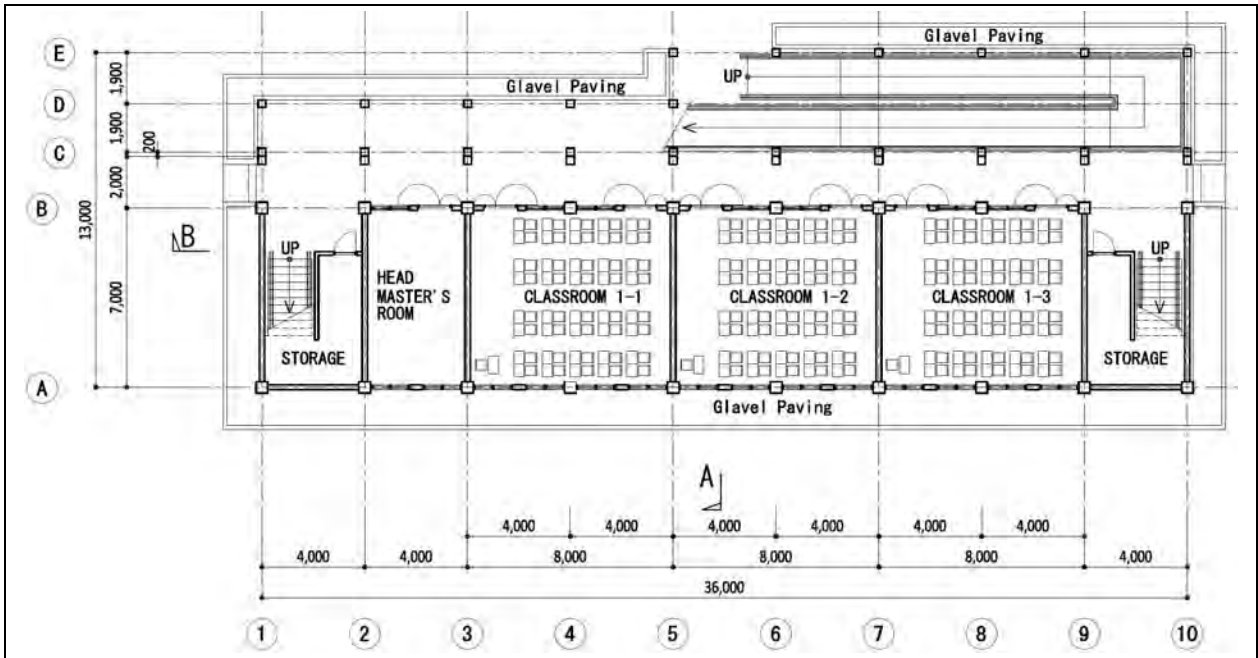 E
Glavel Paving
UP
1,900
Glavel Paving
D
1,900
200
C
2,000
B
13,000
B
UP
HEAD
MASTER'S
ROOM
CLASSROOM 1-1
CLASSROOM 1-2
CLASSROOM 1-3
UP
7,000
STORAGE
STORAGE
A
Glavel Paving
A
4,000 4,000 4,000 4,000 4,000 4,000
4,000 4,000 8,000 8,000 8,000 4,000
36,000
1 2 3 4 5 6 7 8 9 10